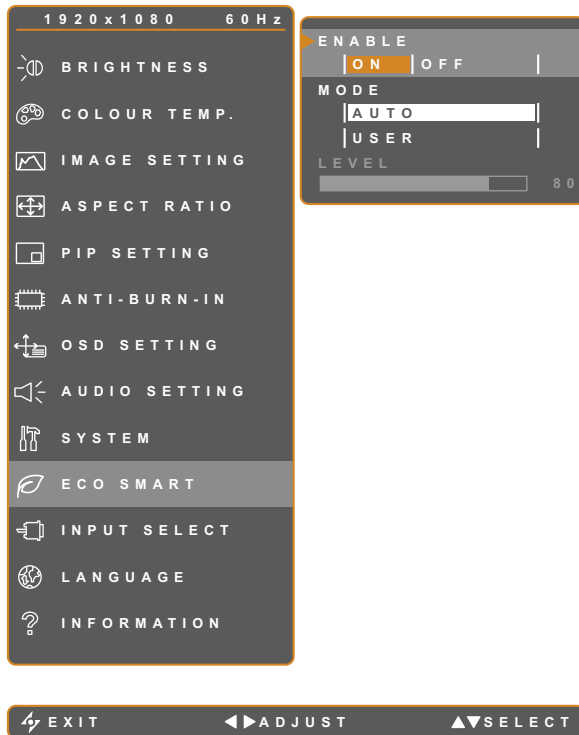 1920x1080 60Hz
BRIGHTNESS
COLOUR TEMP.
IMAGE SETTING
ASPECT RATIO
PIP SETTING
ANTI-BURN-IN
OSD SETTING
AUDIO SETTING
SYSTEM
ECO SMART
INPUT SELECT
LANGUAGE
INFORMATION
ENABLE
ON OFF
MODE
AUTO
USER
LEVEL
80
EXIT ADJUST SELECT